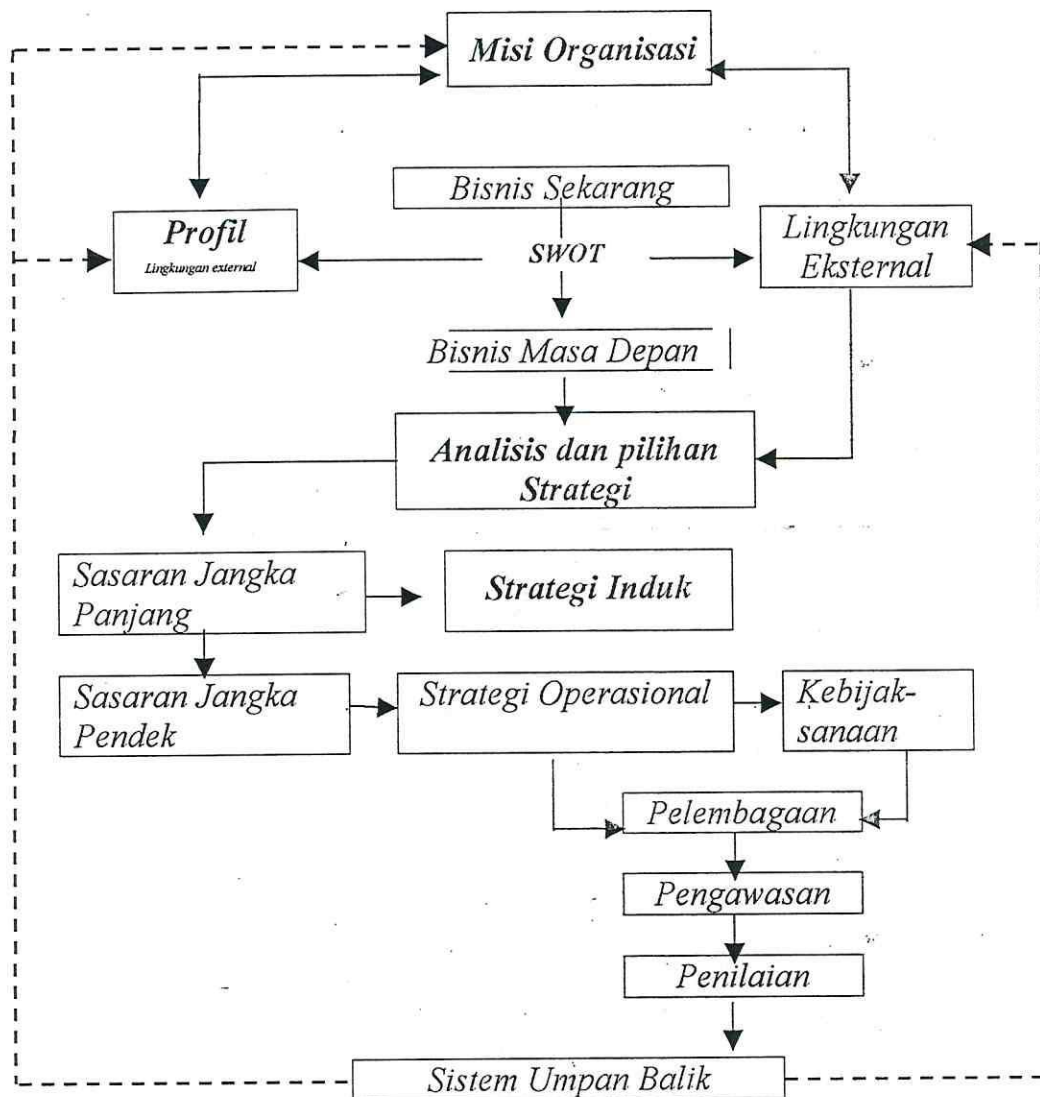 Misi Organisasi
Bisnis Sekarang
Profil
Lingkungan external
SWOT
Lingkungan
Eksternal
Bisnis Masa Depan
Analisis dan pilihan
Strategi
Sasaran Jangka
Panjang
Strategi Induk
Sasaran Jangka
Pendek
Strategi Operasional
Kebijak-
sanaan
Pelembagaan
Pengawasan
Penilaian
Sistem Umpan Balik